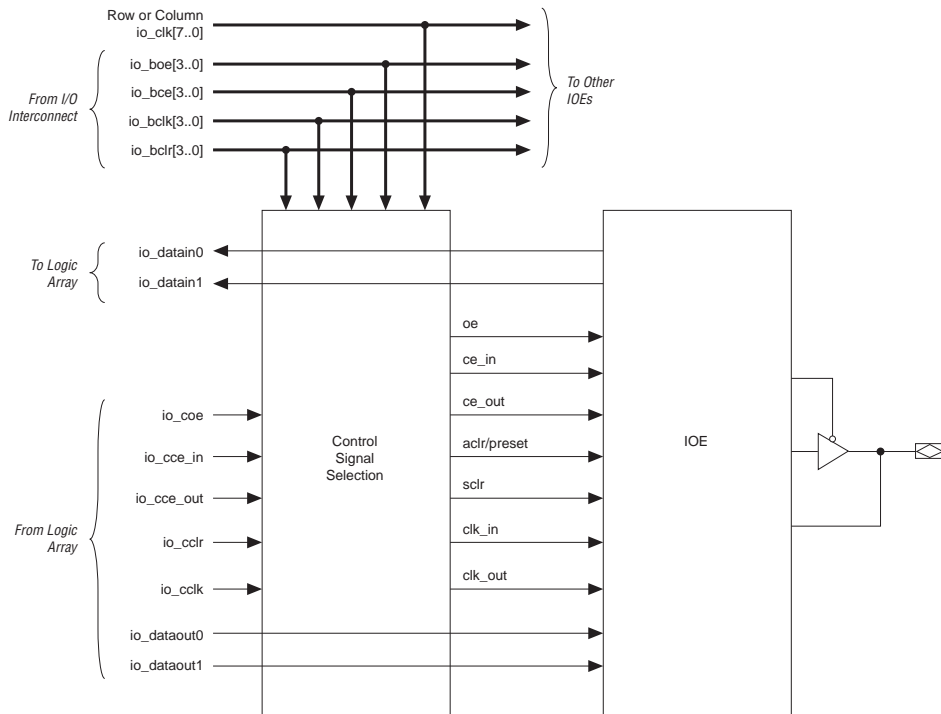 Row or Column
io_clk[7..0]
io_boe[3..0]
io_bce[3..0]
io_bclk[3..0]
io_bclr[3..0]
From I/O
Interconnect
To Other
IOEs
io_datain0
io_datain1
To Logic
Array
oe
ce_in
ce_out
aclr/preset
sclr
clk_in
clk_out
io_coe
io_cce_in
io_cce_out
io_cclr
io_cclk
io_dataout0
io_dataout1
From Logic
Array
Control
Signal
Selection
IOE